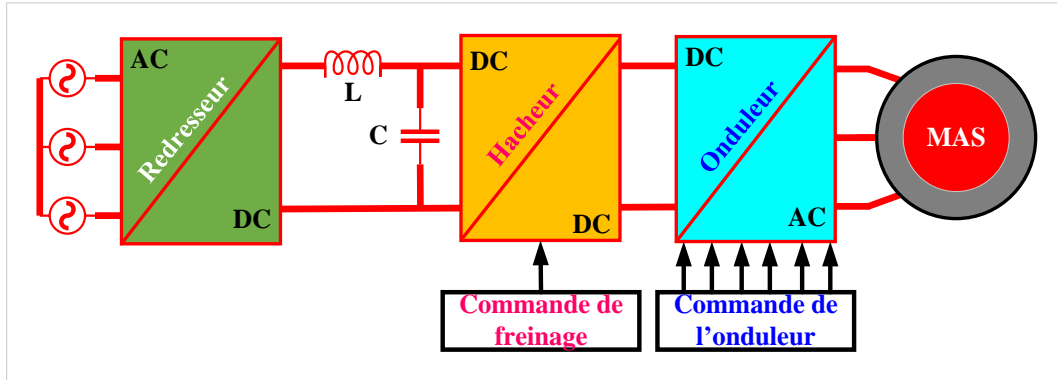 AC
Redresseur
DC
L
C
DC
Hacheur
DC
DC
Onduleur
AC
MAS
Commande de
freinage
Commande de
l’onduleur